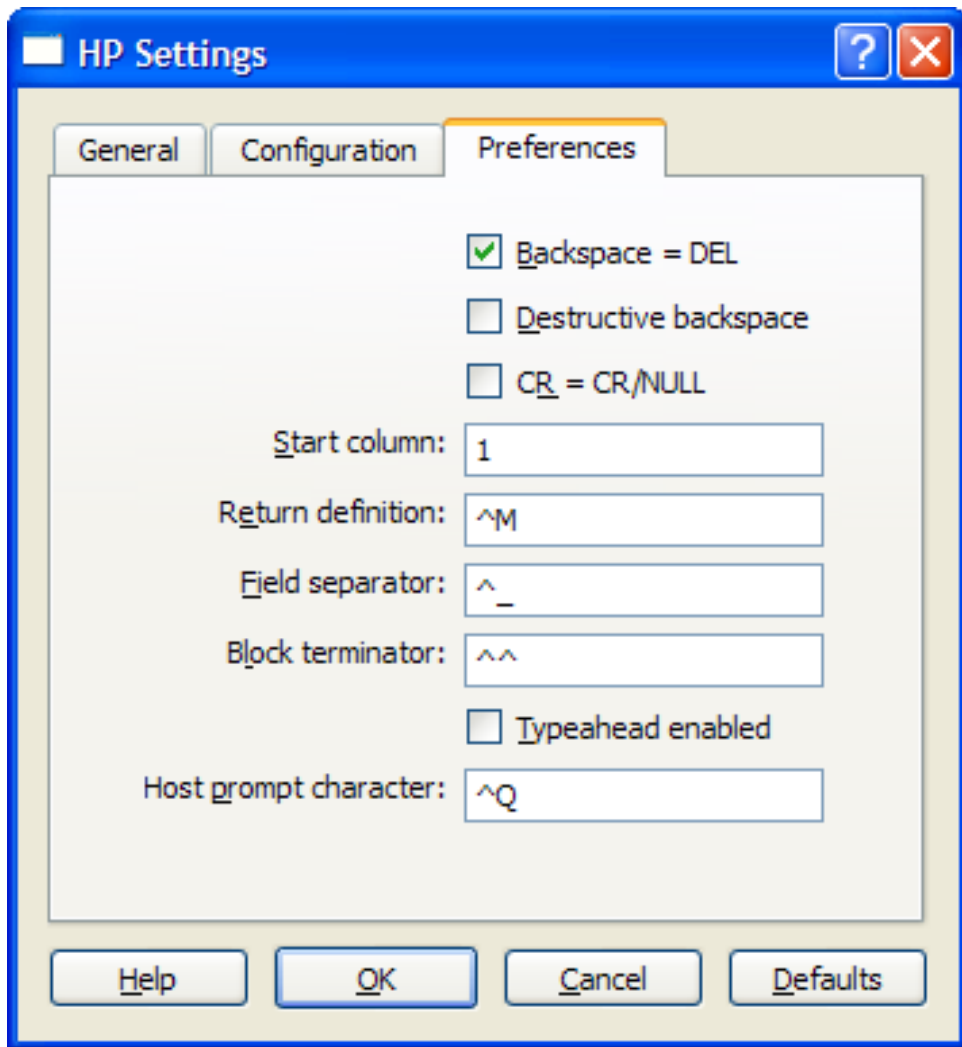 HP Settings
General Configuration Preferences
Backspace = DEL
Destructive backspace
CR = CR/NULL
Start column: 1
Return definition: ^M
Field separator: ^_
Block terminator: ^^
Typeahead enabled
Host prompt character: ^Q
Help OK Cancel Defaults